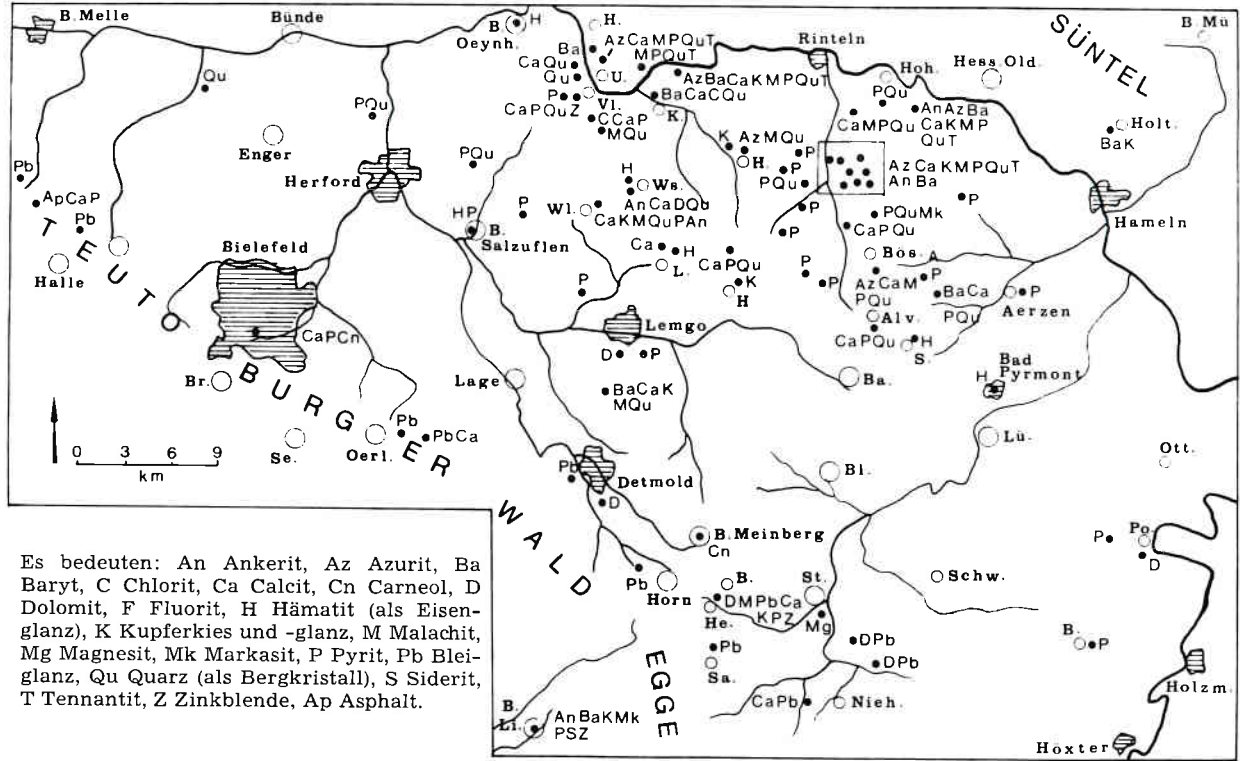 B. Melle
Bünde
B.
H
Oeynh.
H.
AzCaMPQuT
MPQuT
Rinteln
SÜNTEL
B. Mü
Ba
CaQu
Qu
U.
AzBaCaKMPQuT
Hoh.
Hess.Old.
Qu
P
CaPQuZ
Vl.
BaCaCQu
K.
PQu
AnAzBa
CaMPQu
CaKMP
QuT
Holt.
BaK
PQu
CCaP
MQu
Enger
Herford
PQu
K
AzMQu
H.
P
P
PQu
AzCaKMPQuT
AnBa
Pb
ApCaP
Pb
H
Ws.
AnCaDQu
Wl.
CaKMQuPAn
P
P
P
P
PQuMk
CaPQu
Hameln
HP
B.
Salzuflen
Halle
Bielefeld
Ca
H
L.
CaPQu
K
H
P
P
Bös.
A
P
AzCaM
PQu
BaCa
PQu
P
Aerzen
P
TEUTOBURGER WALD
CaPCn
Lemgo
Alv.
CaPQu
H
S.
D
P
Br.
Lage
BaCaK
MQu
Ba.
Bad
Pyrmont
H
0 3 6 9
km
Se.
Oerl.
Pb
PbCa
Lü.
Ott.
Pb
Detmold
D
Bl.
B.Meinberg
Cn
P
Po.
D
Pb
Horn
B.
DMPbCa
KPZ
He.
St.
Mg
Schw.
DPb
DPb
Pb
Sa.
B.
P
Holzm.
EGGE
CaPb
Nieh.
B.
Li.
AnBaKMk
PSZ
Höxter
Es bedeuten: An Ankerit, Az Azurit, Ba
Baryt, C Chlorit, Ca Calcit, Cn Carneol, D
Dolomit, F Fluorit, H Hämatit (als Eisen-
glanz), K Kupferkies und -glanz, M Malachit,
Mg Magnesit, Mk Markasit, P Pyrit, Pb Blei-
glanz, Qu Quarz (als Bergkristall), S Siderit,
T Tennantit, Z Zinkblende, Ap Asphalt.